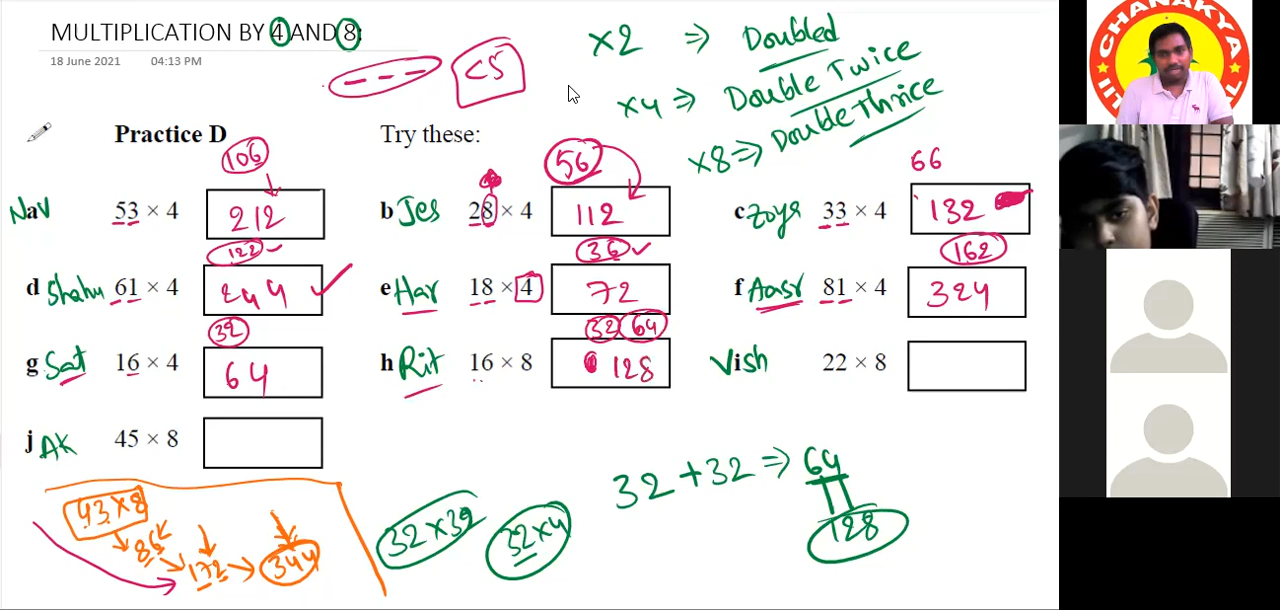 MULTIPLICATION BY 4 AND 8:
18 June 2021 04:13 PM
- - - <5
×2 ⇒ Doubled
×4 ⇒ Double Twice
×8 ⇒ Double Thrice
Practice D Try these:
106 56 66
Nav 53 × 4 212 b Jes 28 × 4 112 c Zoya 33 × 4 132
122 36 162
d Shahu 61 × 4 244 e Har 18 × 4 72 f Aasr 81 × 4 324
32 32 64
g Sat 16 × 4 64 h Rit 16 × 8 128 Vish 22 × 8
j AK 45 × 8
43 × 8
86 172 344
32 × 32 32 × 4
32 + 32 ⇒ 64
128
CHANAKYA